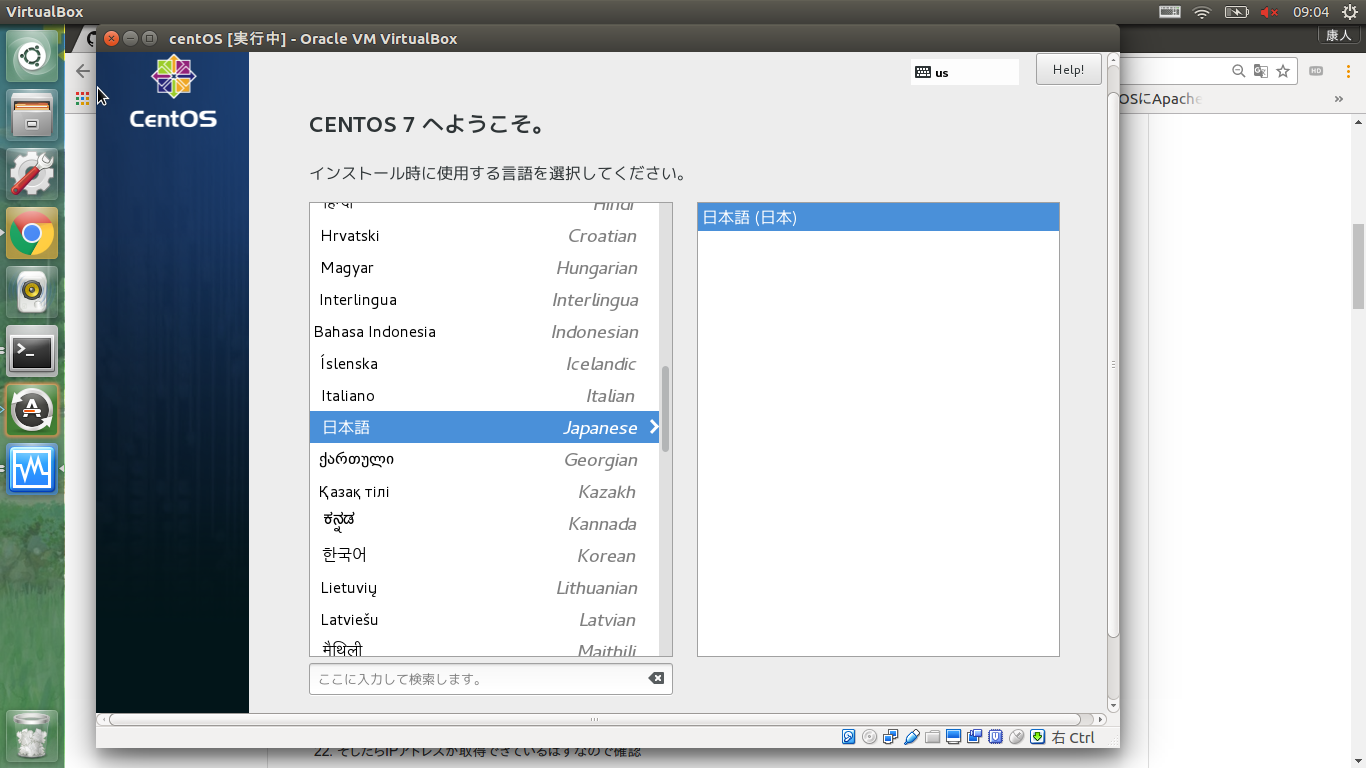 VirtualBox
09:04
centOS [実行中] - Oracle VM VirtualBox
康人
us
Help!
CentOS
OSにApache
CENTOS 7 へようこそ。
インストール時に使用する言語を選択してください。
हिन्दी Hindi
日本語 (日本)
Hrvatski Croatian
Magyar Hungarian
Interlingua Interlingua
Bahasa Indonesia Indonesian
Íslenska Icelandic
Italiano Italian
日本語 Japanese
ქართული Georgian
Қазақ тілі Kazakh
ಕನ್ನಡ Kannada
한국어 Korean
Lietuvių Lithuanian
Latviešu Latvian
मैथिली Maithili
ここに入力して検索します。
右 Ctrl
22. そしたらIPアドレスが取得できているはずなので確認